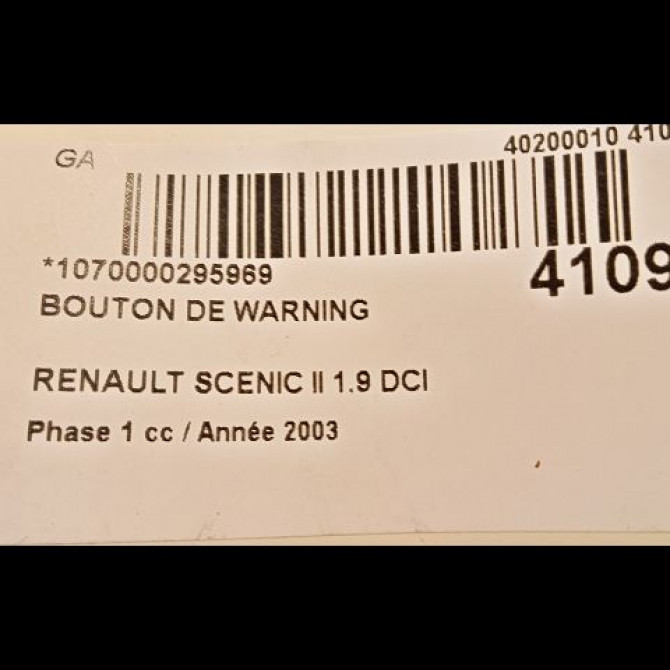 GA
40200010 410
*1070000295969
4109
BOUTON DE WARNING
RENAULT SCENIC II 1.9 DCI
Phase 1 cc / Année 2003